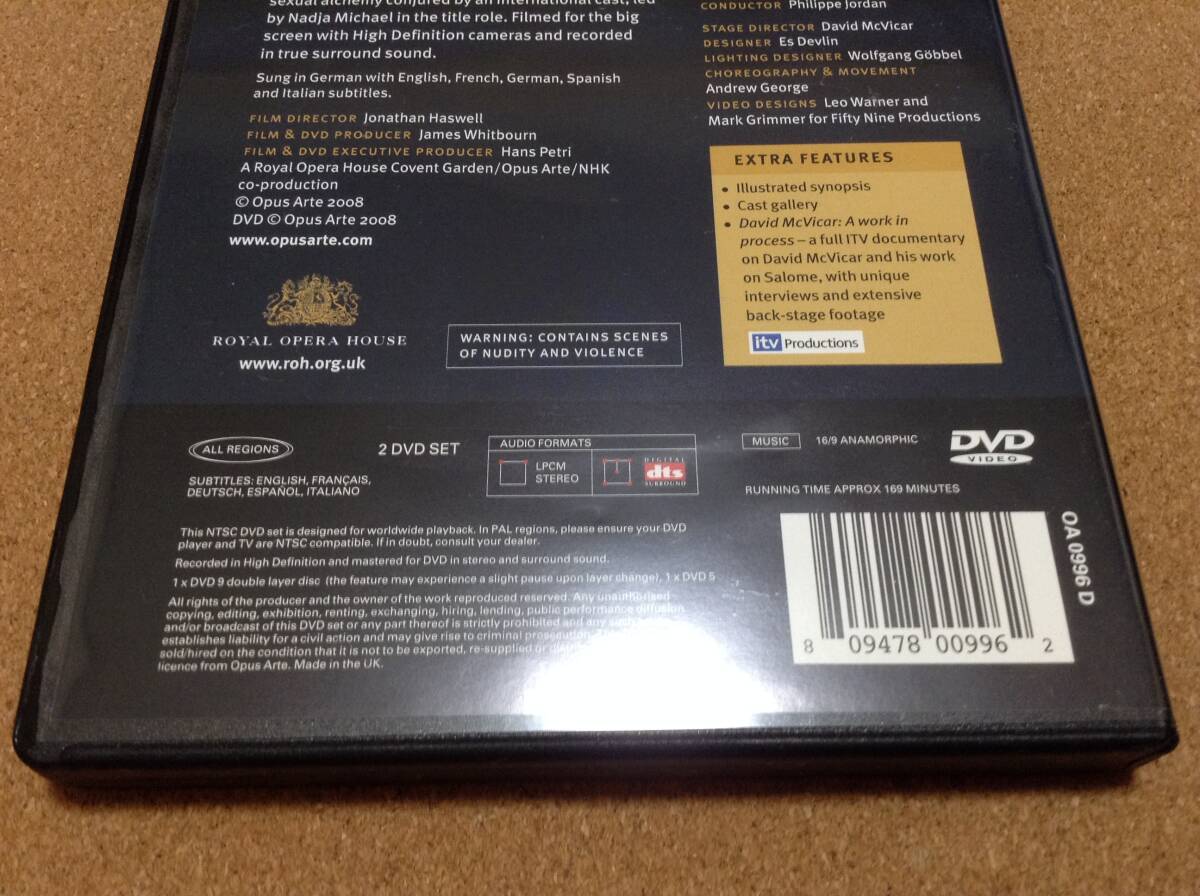 sexual alchemy conjured by an international cast, led
by Nadja Michael in the title role. Filmed for the big
screen with High Definition cameras and recorded
in true surround sound.
Sung in German with English, French, German, Spanish
and Italian subtitles.
FILM DIRECTOR Jonathan Haswell
FILM & DVD PRODUCER James Whitbourn
FILM & DVD EXECUTIVE PRODUCER Hans Petri
A Royal Opera House Covent Garden/Opus Arte/NHK
co-production
© Opus Arte 2008
DVD © Opus Arte 2008
www.opusarte.com
ROYAL OPERA HOUSE
www.roh.org.uk
WARNING: CONTAINS SCENES
OF NUDITY AND VIOLENCE
CONDUCTOR Philippe Jordan
STAGE DIRECTOR David McVicar
DESIGNER Es Devlin
LIGHTING DESIGNER Wolfgang Göbbel
CHOREOGRAPHY & MOVEMENT
Andrew George
VIDEO DESIGNS Leo Warner and
Mark Grimmer for Fifty Nine Productions
EXTRA FEATURES
• Illustrated synopsis
• Cast gallery
• David McVicar: A work in
process – a full ITV documentary
on David McVicar and his work
on Salome, with unique
interviews and extensive
back-stage footage
itv Productions
ALL REGIONS
2 DVD SET
SUBTITLES: ENGLISH, FRANÇAIS,
DEUTSCH, ESPAÑOL, ITALIANO
AUDIO FORMATS
LPCM
STEREO
DIGITAL
dts
SURROUND
MUSIC
16/9 ANAMORPHIC
DVD
VIDEO
RUNNING TIME APPROX 169 MINUTES
This NTSC DVD set is designed for worldwide playback. In PAL regions, please ensure your DVD
player and TV are NTSC compatible. If in doubt, consult your dealer.
Recorded in High Definition and mastered for DVD in stereo and surround sound.
1 x DVD 9 double layer disc (the feature may experience a slight pause upon layer change), 1 x DVD 5
All rights of the producer and the owner of the work reproduced reserved. Any unauthorised
copying, editing, exhibition, renting, exchanging, hiring, lending, public performance diffusion
and/or broadcast of this DVD set or any part thereof is strictly prohibited and any such
establishes liability for a civil action and may give rise to criminal prosecution.
sold/hired on the condition that it is not to be exported, re-supplied or
licence from Opus Arte. Made in the UK.
OA 0996 D
8 09478 00996 2